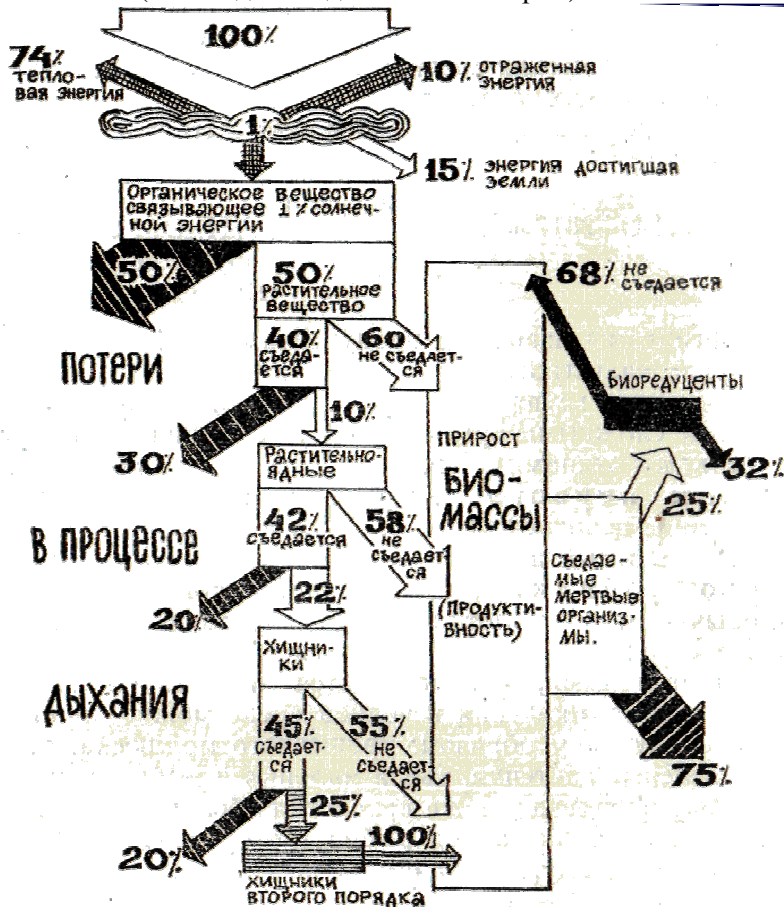 100%
74%
тепло-
вая энергия
10% отраженная
энергия
1%
15% энергия достигшая
земли
Органическое вещество
связывающее 1% солнеч-
ной энергии
50%
50%
растительное
вещество
68% не
съедается
40%
съеда-
ется
60
не съедает-
ся
ПОТЕРИ
Биоредуценты
10%
30%
32%
Растительно-
ядные
ПРИРОСТ
БИО-
МАССЫ
25%
42%
съедается
58%
не
съедает-
ся
В ПРОЦЕССЕ
Съедае-
мые
мертвые
организ-
мы.
22%
20%
(ПРОДУКТИ-
ВНОСТЬ)
Хищни-
ки
ДЫХАНИЯ
45%
съедает-
ся
55%
не
съедает-
ся
75%
25%
20%
100%
хищники
второго порядка